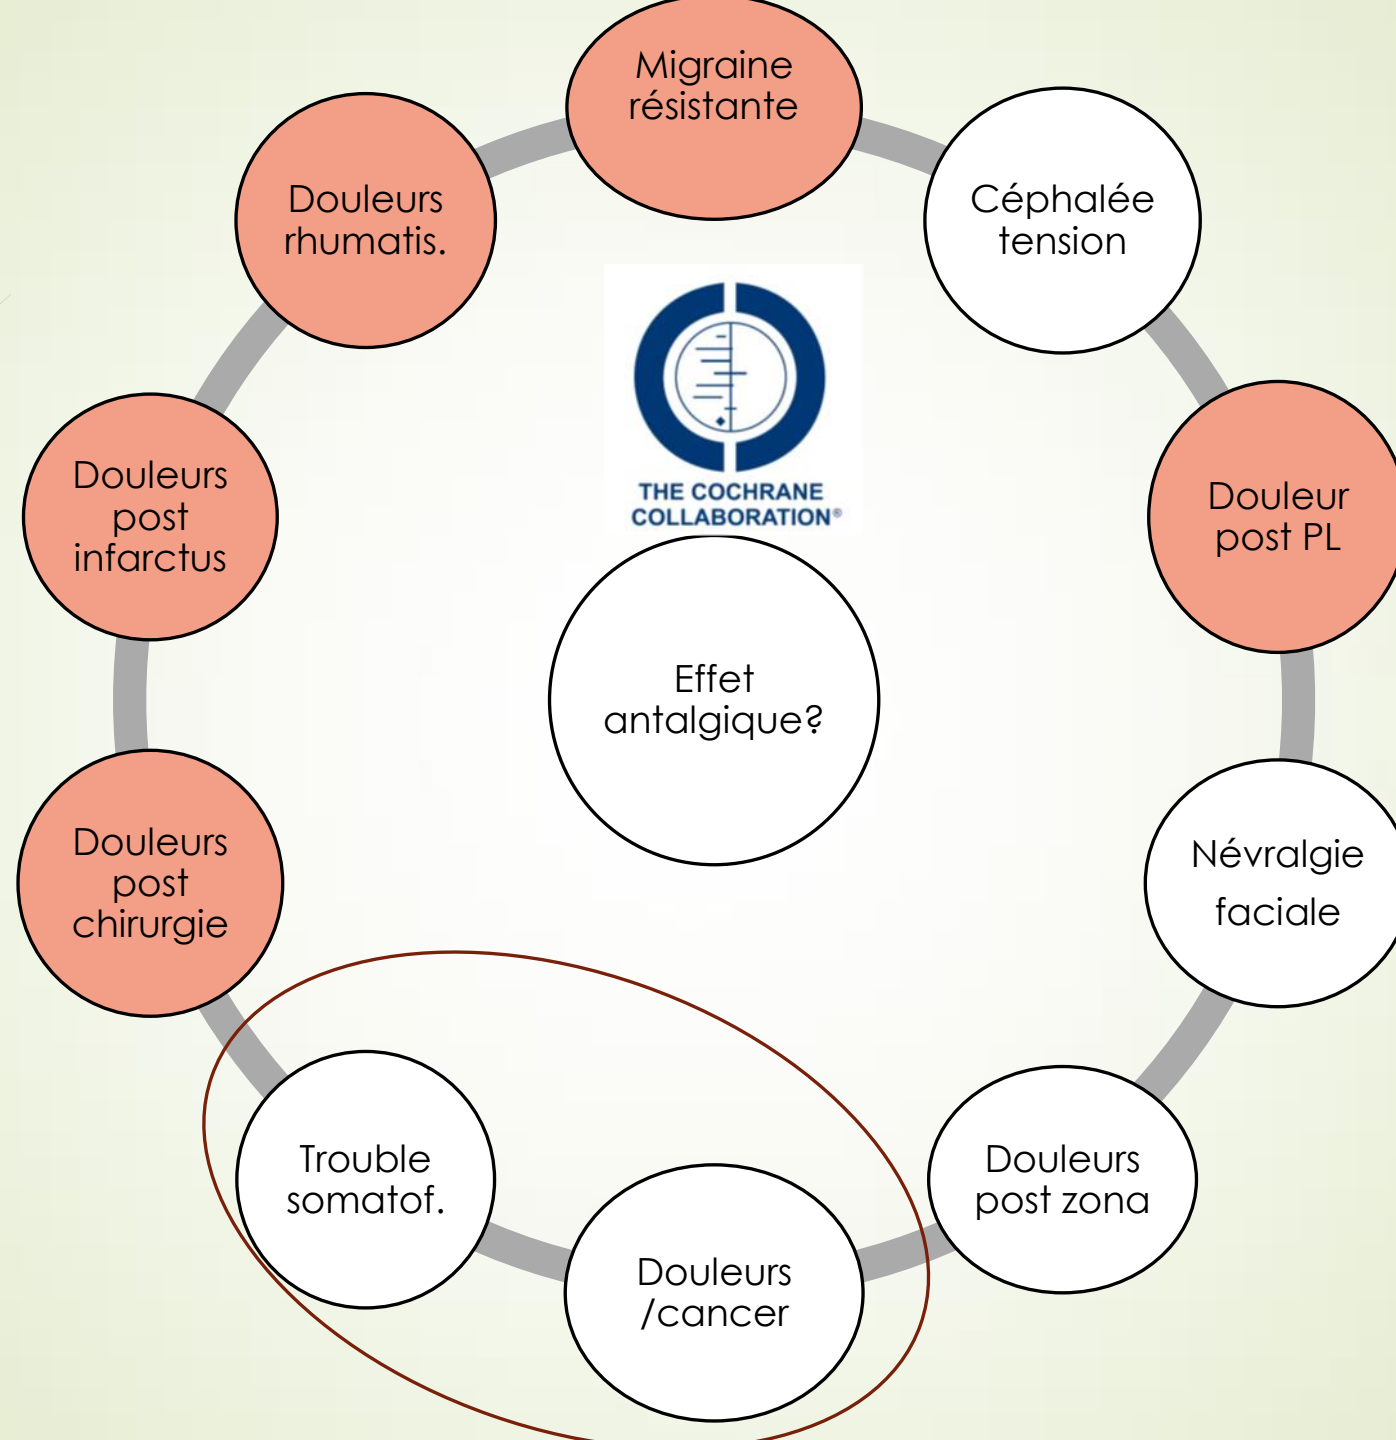 Migraine
résistante
Céphalée
tension
Douleur
post PL
Névralgie
faciale
Douleurs
post zona
Douleurs
/cancer
Trouble
somatof.
Douleurs
post
chirurgie
Douleurs
post
infarctus
Douleurs
rhumatis.
THE COCHRANE
COLLABORATION®
Effet
antalgique?